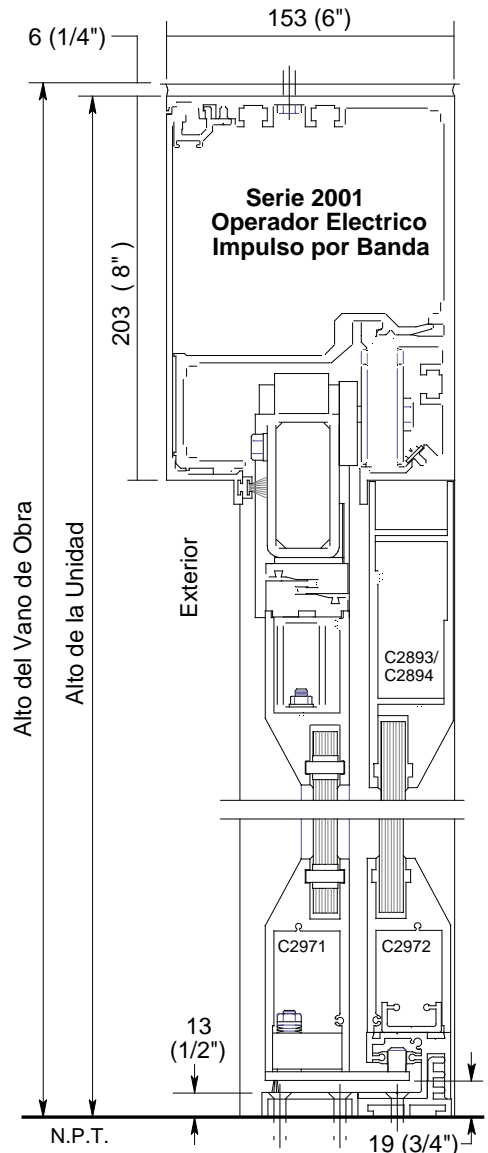 153 (6")
6 (1/4")
Serie 2001
Operador Electrico
Impulso por Banda
203 ( 8")
Alto del Vano de Obra
Alto de la Unidad
Exterior
C2893/
C2894
C2971
C2972
13
(1/2")
N.P.T.
19 (3/4")